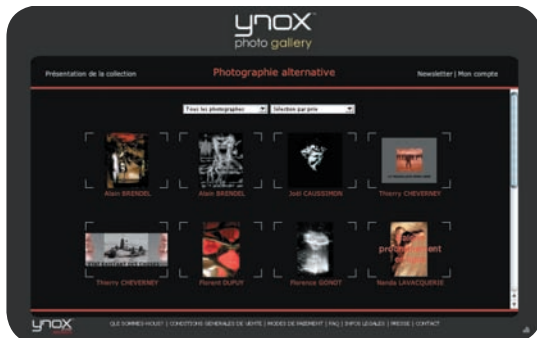 ynox
photo gallery
Présentation de la collection
Photographie alternative
Newsletter | Mon compte
Tous les photographes
Sélection par prix
Alain BRENDEL
Alain BRENDEL
Joël CAUSSIMON
Thierry CHEVERNEY
Thierry CHEVERNEY
Florent DUPUY
Florence GONOT
Nanda LAVACQUERIE
ynox
QUI SOMMES-NOUS? | CONDITIONS GENERALES DE VENTE | MODES DE PAIEMENT | FAQ | INFOS LEGALES | PRESSE | CONTACT